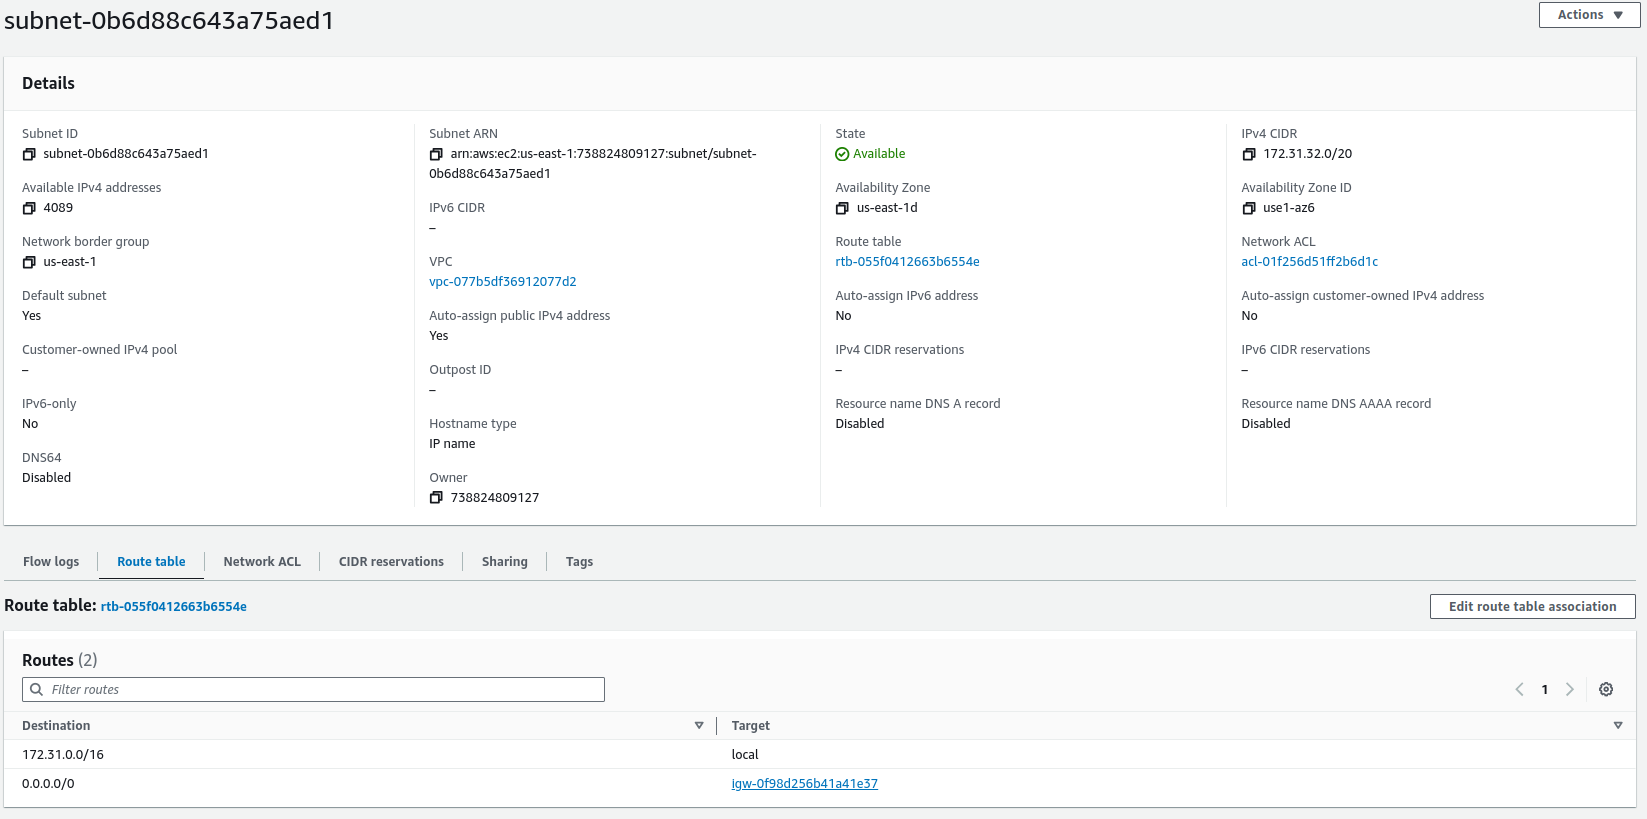 subnet-0b6d88c643a75aed1
Actions
Details
Subnet ID
subnet-0b6d88c643a75aed1
Available IPv4 addresses
4089
Network border group
us-east-1
Default subnet
Yes
Customer-owned IPv4 pool
–
IPv6-only
No
DNS64
Disabled
Subnet ARN
arn:aws:ec2:us-east-1:738824809127:subnet/subnet-
0b6d88c643a75aed1
IPv6 CIDR
–
VPC
vpc-077b5df36912077d2
Auto-assign public IPv4 address
Yes
Outpost ID
–
Hostname type
IP name
Owner
738824809127
State
Available
Availability Zone
us-east-1d
Route table
rtb-055f0412663b6554e
Auto-assign IPv6 address
No
IPv4 CIDR reservations
–
Resource name DNS A record
Disabled
IPv4 CIDR
172.31.32.0/20
Availability Zone ID
use1-az6
Network ACL
acl-01f256d51ff2b6d1c
Auto-assign customer-owned IPv4 address
No
IPv6 CIDR reservations
–
Resource name DNS AAAA record
Disabled
Flow logs
Route table
Network ACL
CIDR reservations
Sharing
Tags
Route table: rtb-055f0412663b6554e
Edit route table association
Routes (2)
Filter routes
1
Destination Target
172.31.0.0/16 local
0.0.0.0/0 igw-0f98d256b41a41e37